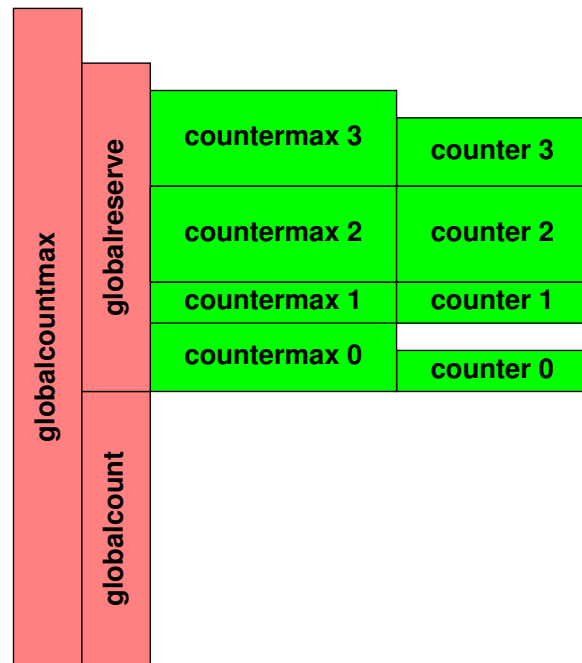 globalcountmax
globalreserve
globalcount
countermax 3
counter 3
countermax 2
counter 2
countermax 1
counter 1
countermax 0
counter 0